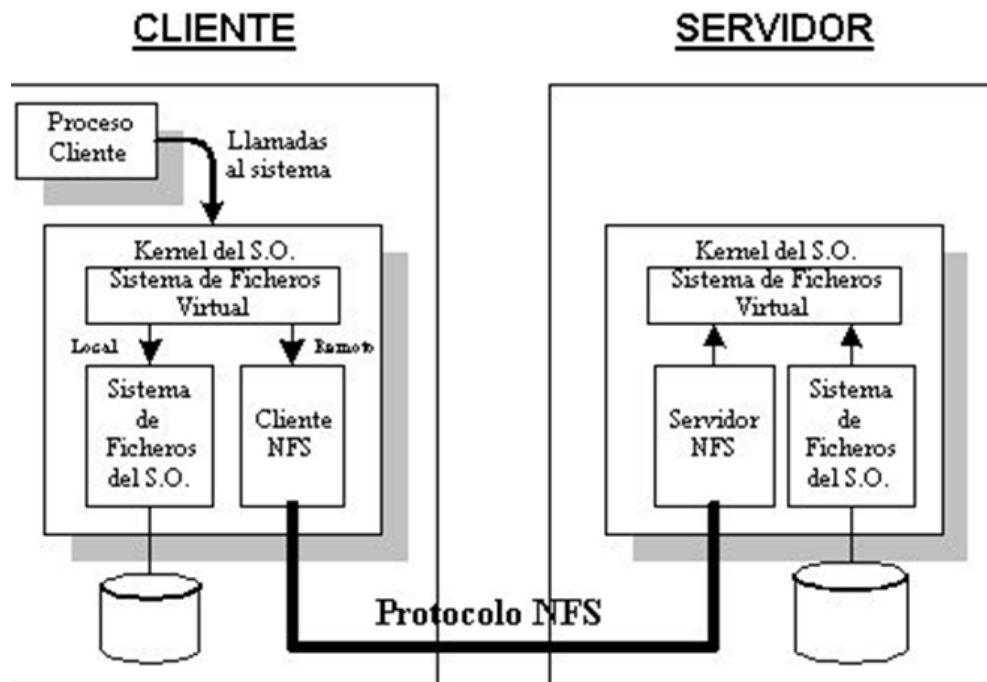 CLIENTE
SERVIDOR
Proceso
Cliente
Llamadas
al sistema
Kernel del S.O.
Sistema de Ficheros
Virtual
Local
Remoto
Sistema
de
Ficheros
del S.O.
Cliente
NFS
Kernel del S.O.
Sistema de Ficheros
Virtual
Servidor
NFS
Sistema
de
Ficheros
del S.O.
Protocolo NFS